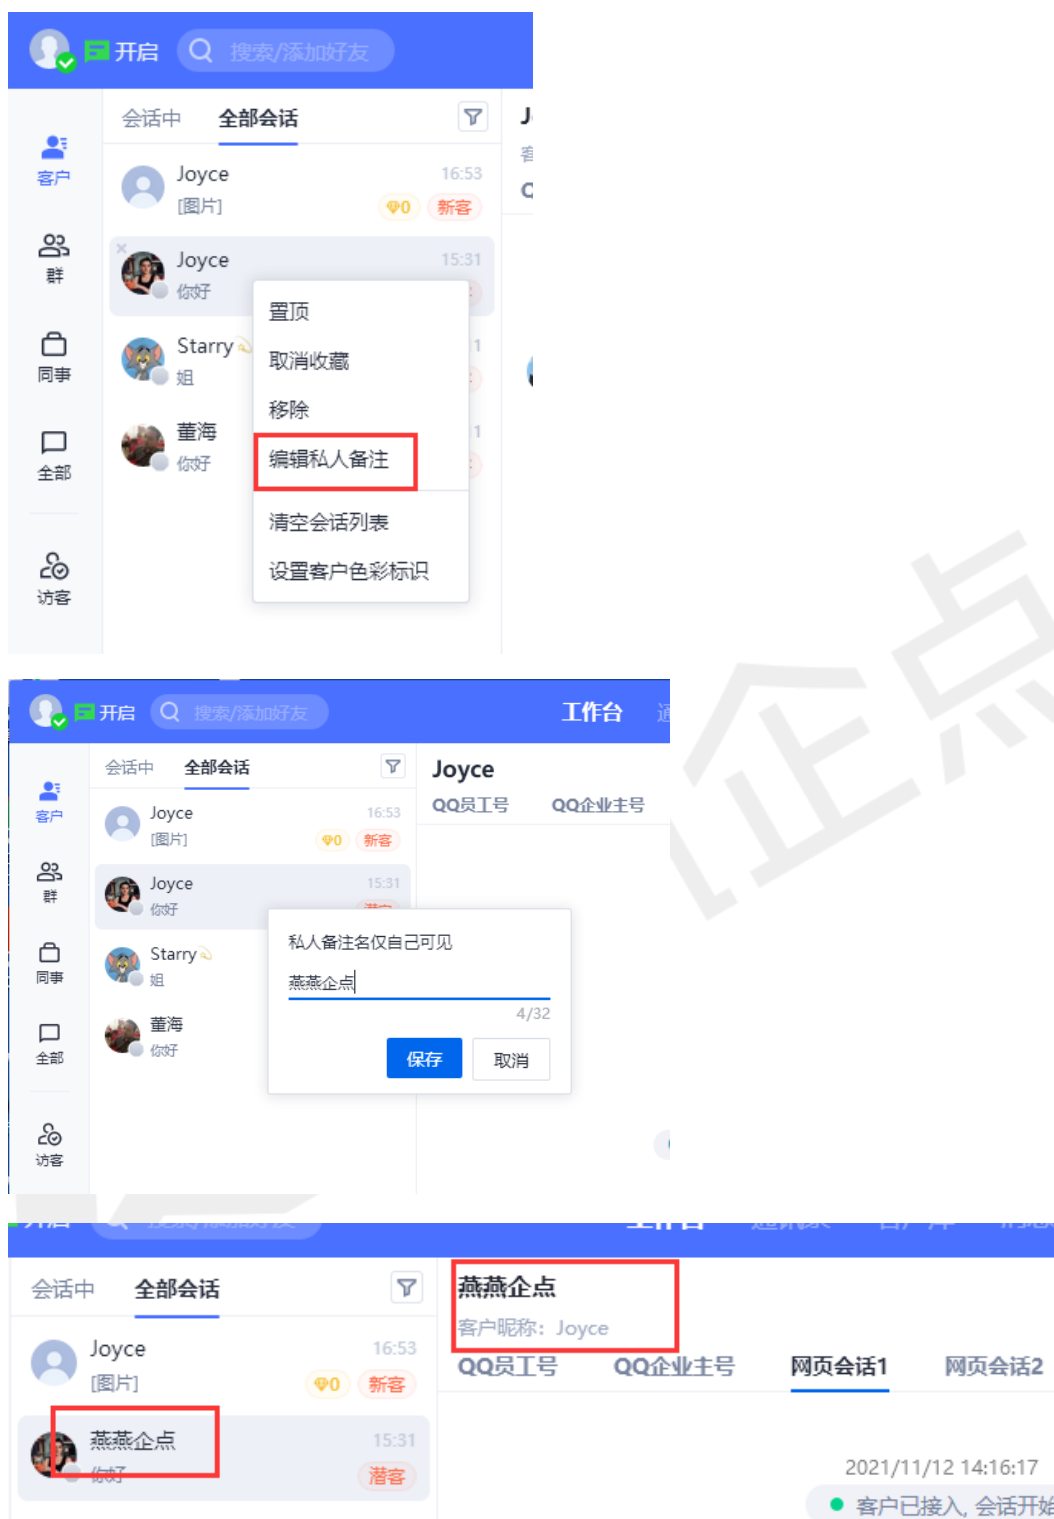 开启
搜索/添加好友
会话中
全部会话
客户
Joyce
16:53
[图片]
0
新客
群
Joyce
15:31
你好
置顶
Starry
姐
取消收藏
同事
移除
董海
你好
编辑私人备注
全部
清空会话列表
设置客户色彩标识
访客
企点
开启
搜索/添加好友
工作台
会话中
全部会话
Joyce
QQ员工号
QQ企业主号
客户
Joyce
16:53
[图片]
0
新客
群
Joyce
15:31
你好
私人备注名仅自己可见
燕燕企点
4/32
保存
取消
Starry
姐
同事
董海
你好
全部
访客
会话中
全部会话
燕燕企点
客户昵称：Joyce
QQ员工号
QQ企业主号
网页会话1
网页会话2
Joyce
16:53
[图片]
0
新客
燕燕企点
15:31
你好
潜客
2021/11/12 14:16:17
客户已接入, 会话开始